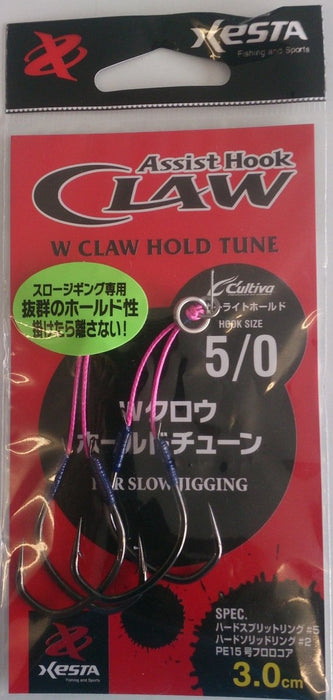 XESTA
Fishing and Sports
Assist Hook
CLAW
W CLAW HOLD TUNE
スロージギング専用
抜群のホールド性
掛けたら離さない!
Cultiva
トライトホールド
HOOK SIZE
5/0
Wクロウ
ホールドチューン
FOR SLOW JIGGING
SPEC.
ハードスプリットリング #5
ハードソリッドリング #2
PE15号フロロコア
XESTA
3.0cm